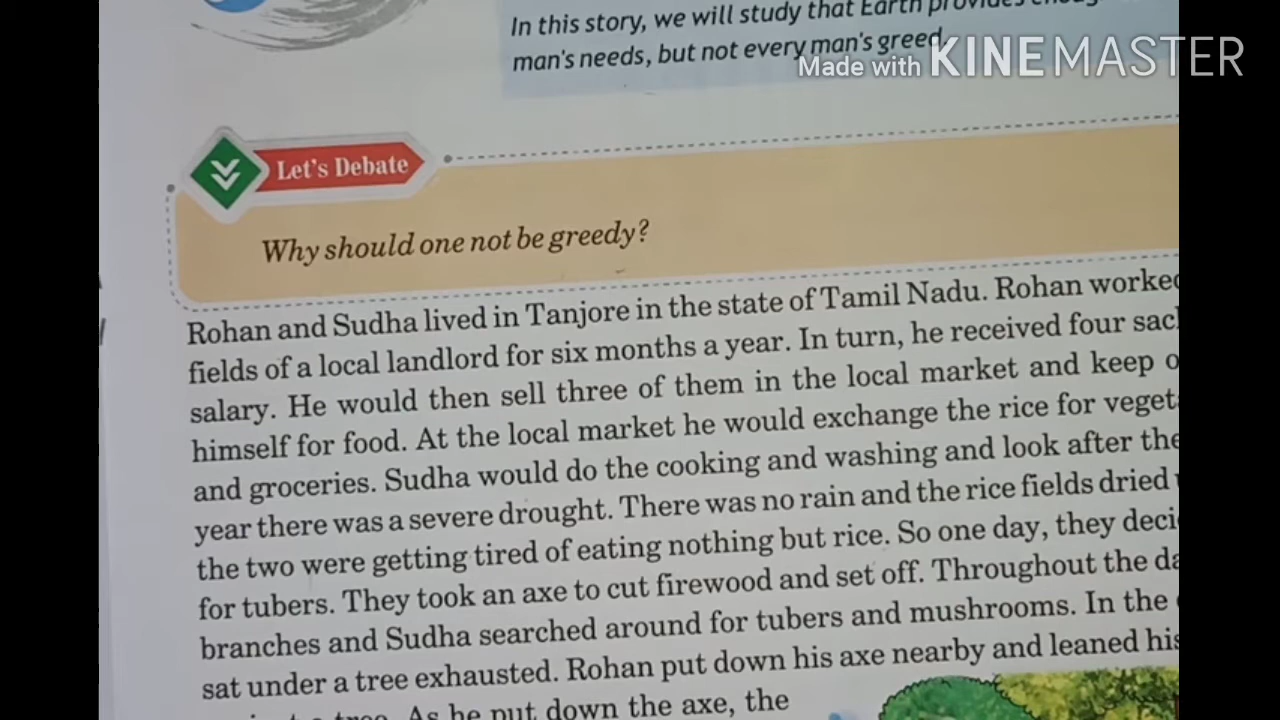 In this story, we will study that Earth provides
man's needs, but not every man's greed
Made with KINEMASTER
Let's Debate
Why should one not be greedy?
Rohan and Sudha lived in Tanjore in the state of Tamil Nadu. Rohan worked
fields of a local landlord for six months a year. In turn, he received four
salary. He would then sell three of them in the local market and keep
himself for food. At the local market he would exchange the rice for
and groceries. Sudha would do the cooking and washing and look after the
year there was a severe drought. There was no rain and the rice fields dried
the two were getting tired of eating nothing but rice. So one day, they
for tubers. They took an axe to cut firewood and set off. Throughout the
branches and Sudha searched around for tubers and mushrooms. In the
sat under a tree exhausted. Rohan put down his axe nearby and leaned his
tree. As he put down the axe, the